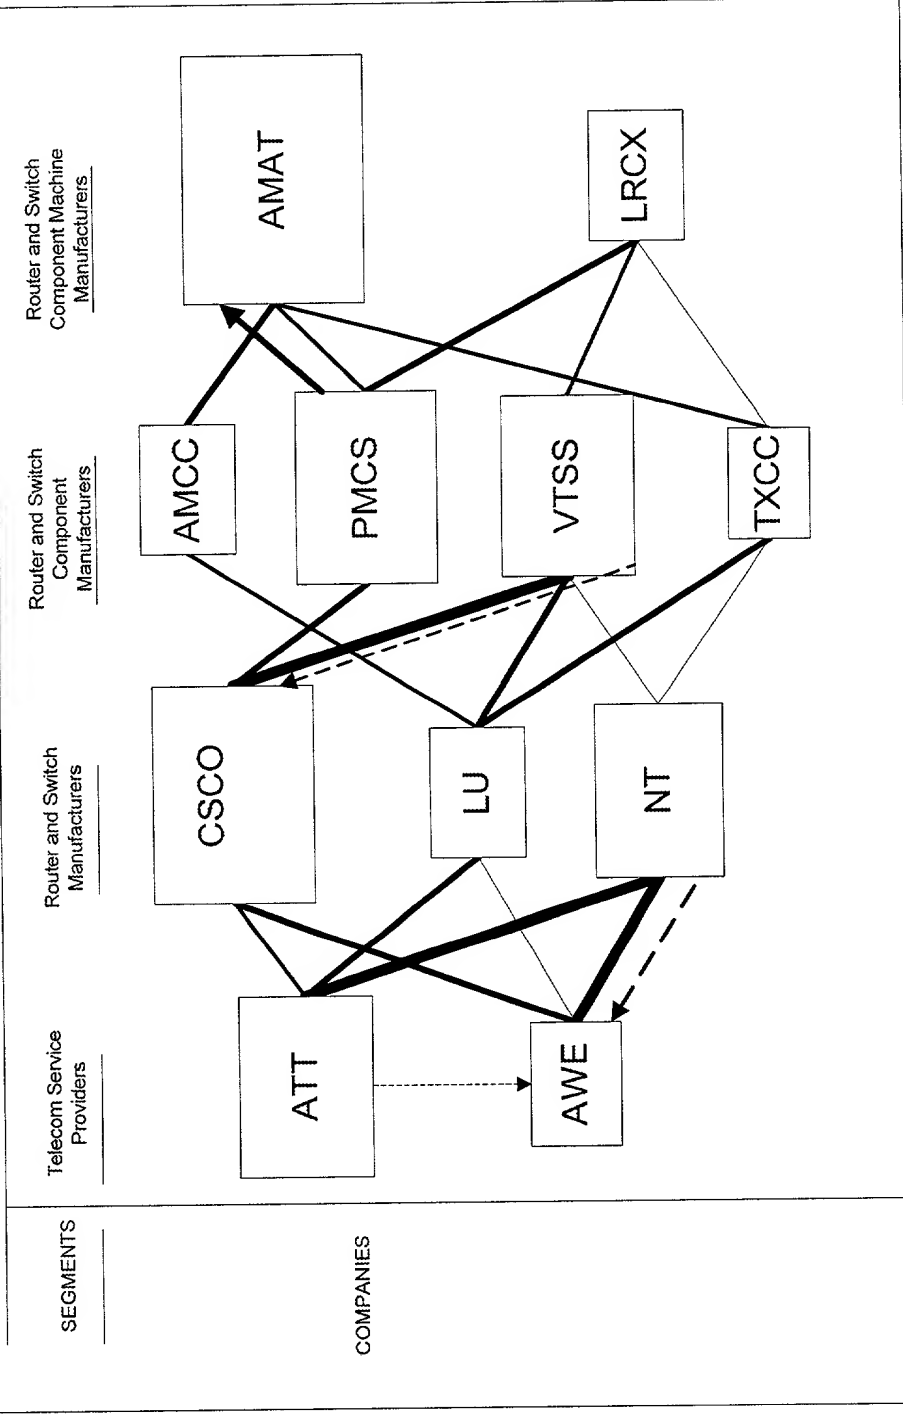 SEGMENTS
Telecom Service
Providers
Router and Switch
Manufacturers
Router and Switch
Component
Manufacturers
Router and Switch
Component Machine
Manufacturers
COMPANIES
ATT
AWE
CSCO
LU
NT
AMCC
PMCS
VTSS
TXCC
AMAT
LRCX